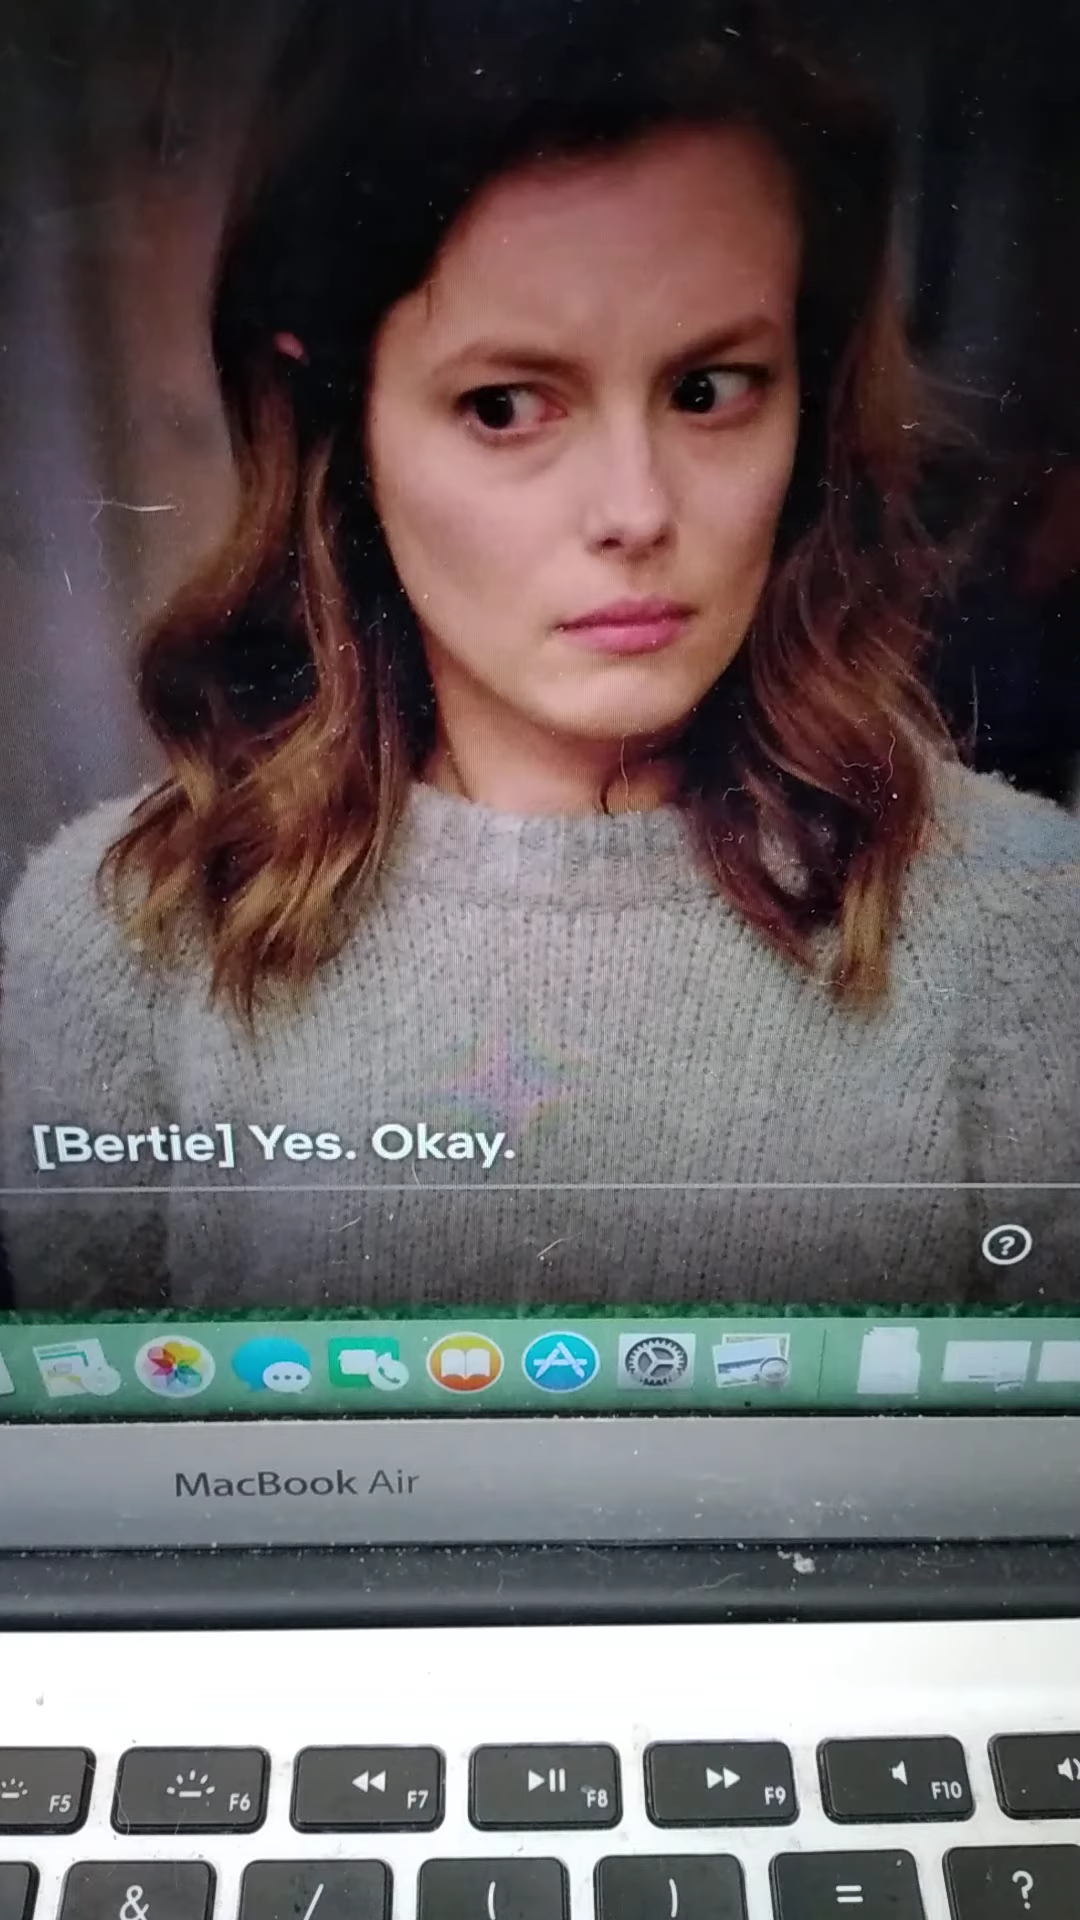 [Bertie] Yes. Okay.
?
MacBook Air
F5 F6 F7 F8 F9 F10
& / ( ) = ?